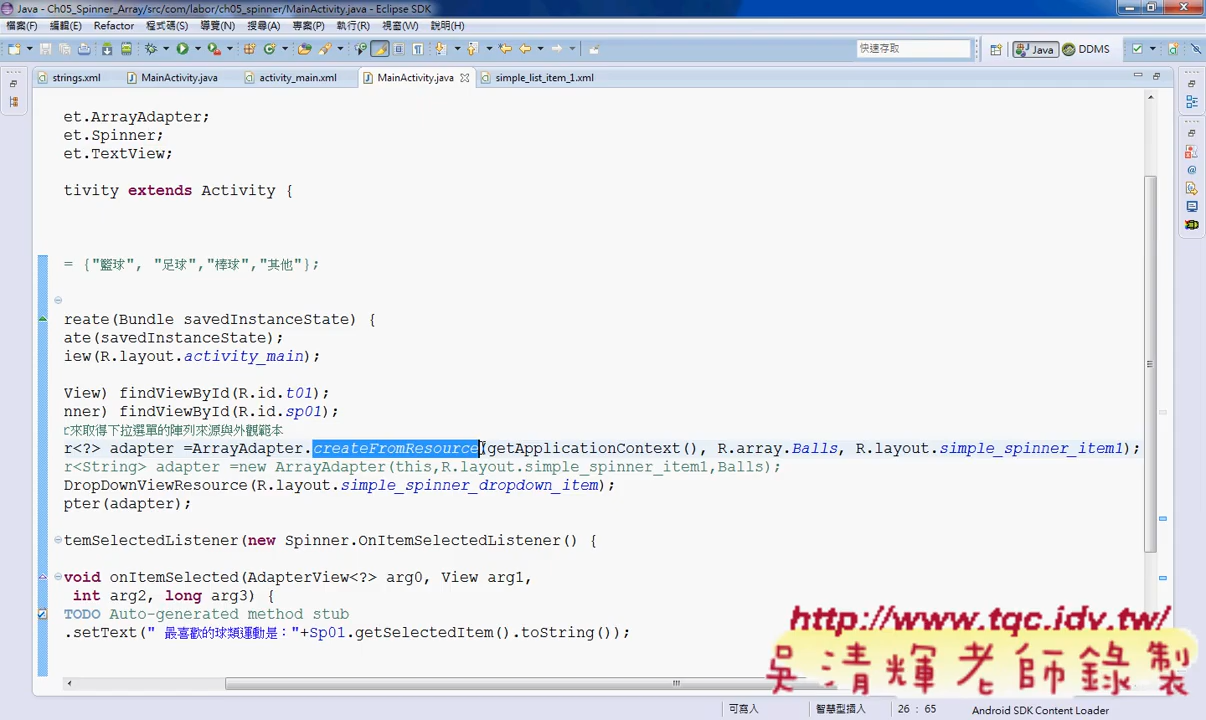 Java - Ch05_Spinner_Array/src/com/labor/ch05_spinner/MainActivity.java - Eclipse SDK
檔案(F) 編輯(E) Refactor 程式碼(S) 導覽(N) 搜尋(A) 專案(P) 執行(R) 視窗(W) 說明(H)
快速存取 Java DDMS
strings.xml MainActivity.java activity_main.xml MainActivity.java simple_list_item_1.xml
et.ArrayAdapter;
et.Spinner;
et.TextView;
tivity extends Activity {
= {"籃球", "足球","棒球","其他"};
reate(Bundle savedInstanceState) {
ate(savedInstanceState);
iew(R.layout.activity_main);
View) findViewById(R.id.t01);
nner) findViewById(R.id.sp01);
r來取得下拉選單的陣列來源與外觀範本
r<?> adapter =ArrayAdapter.createFromResource(getApplicationContext(), R.array.Balls, R.layout.simple_spinner_item1);
r<String> adapter =new ArrayAdapter(this,R.layout.simple_spinner_item1,Balls);
DropDownViewResource(R.layout.simple_spinner_dropdown_item);
pter(adapter);
temSelectedListener(new Spinner.OnItemSelectedListener() {
void onItemSelected(AdapterView<?> arg0, View arg1,
int arg2, long arg3) {
TODO Auto-generated method stub
.setText(" 最喜歡的球類運動是："+Sp01.getSelectedItem().toString());
http://www.tqc.idv.tw/
吳清輝老師錄製
可寫入 智慧型插入 26 : 65 Android SDK Content Loader